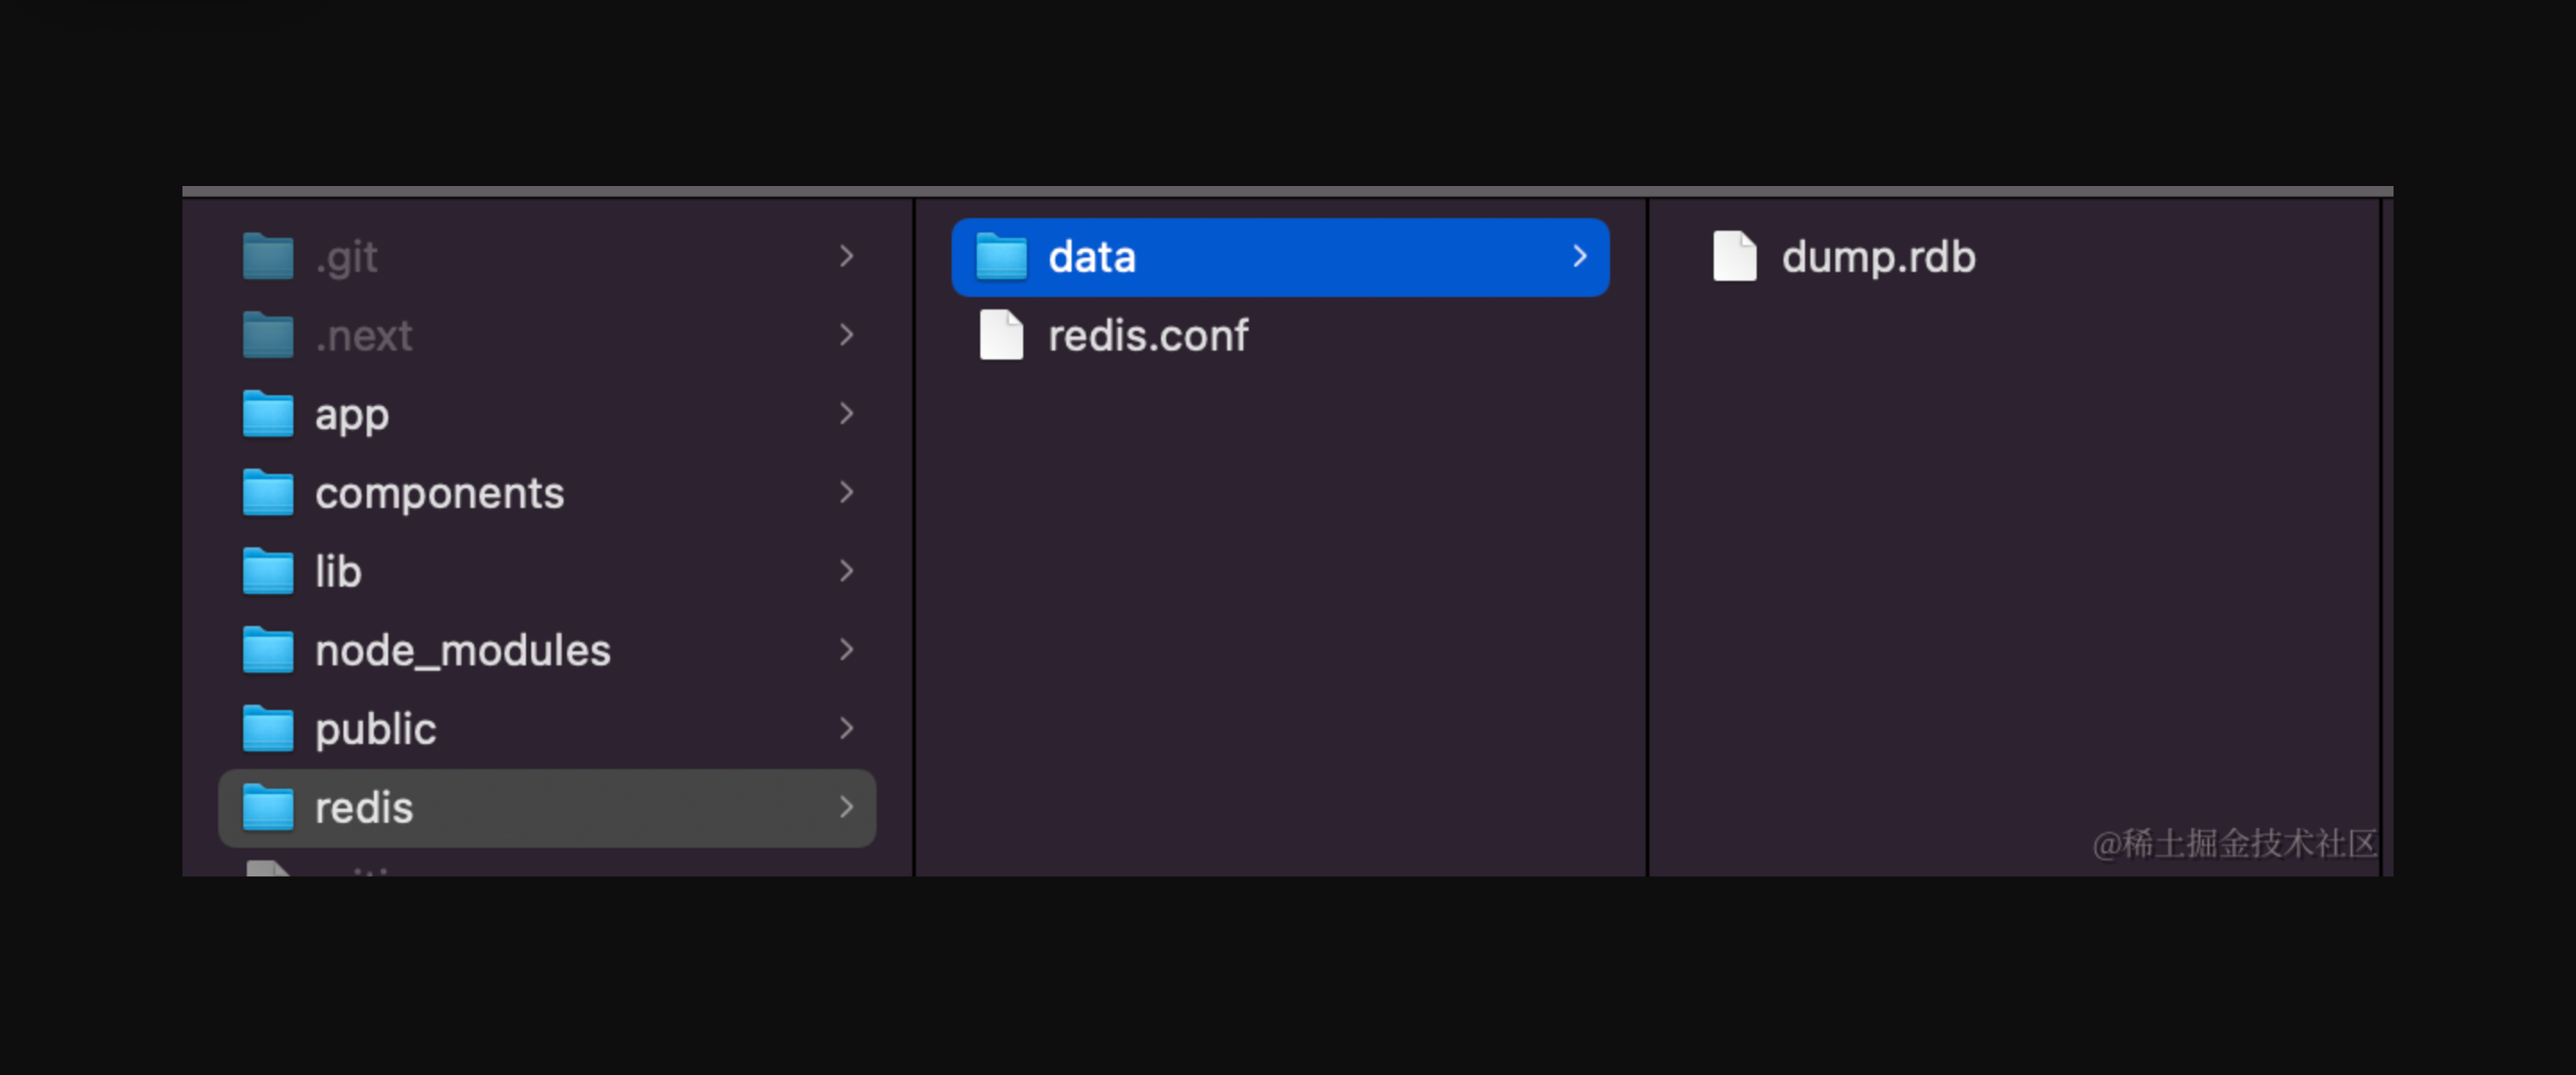 .git
.next
app
components
lib
node_modules
public
redis
data
redis.conf
dump.rdb
@稀土掘金技术社区